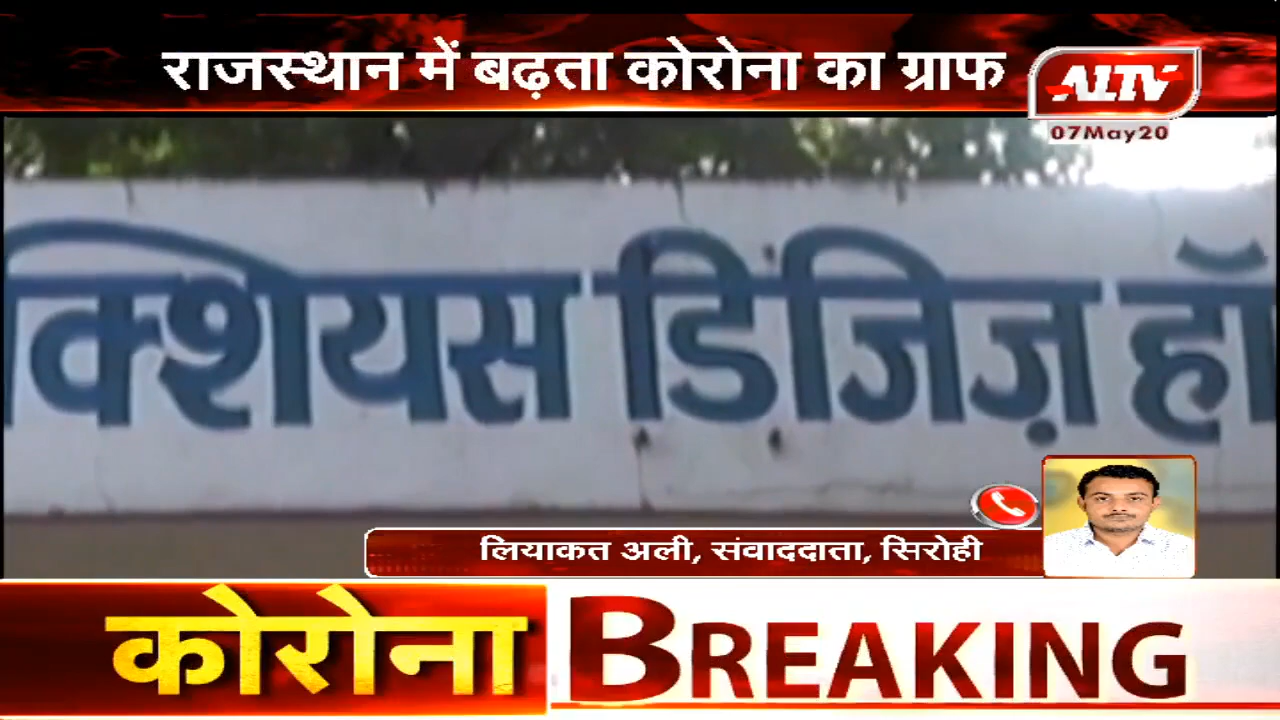 राजस्थान में बढ़ता कोरोना का ग्राफ
ALTV
07May20
क्शियस डिजिज़ हॉ
लियाकत अली, संवाददाता, सिरोही
कोरोना BREAKING